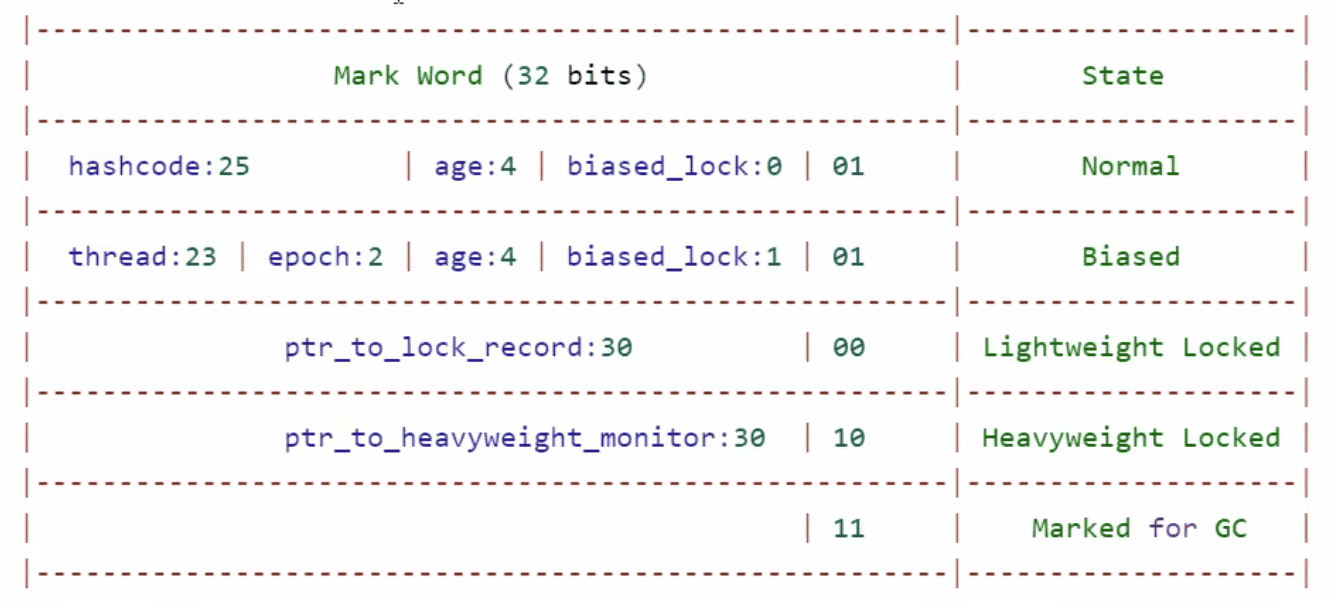 |-------------------------------------------------------|--------------------|
| Mark Word (32 bits) | State |
|-------------------------------------------------------|--------------------|
| hashcode:25 | age:4 | biased_lock:0 | 01 | Normal |
|-------------------------------------------------------|--------------------|
| thread:23 | epoch:2 | age:4 | biased_lock:1 | 01 | Biased |
|-------------------------------------------------------|--------------------|
| ptr_to_lock_record:30 | 00 | Lightweight Locked |
|-------------------------------------------------------|--------------------|
| ptr_to_heavyweight_monitor:30 | 10 | Heavyweight Locked |
|-------------------------------------------------------|--------------------|
| | 11 | Marked for GC |
|-------------------------------------------------------|--------------------|